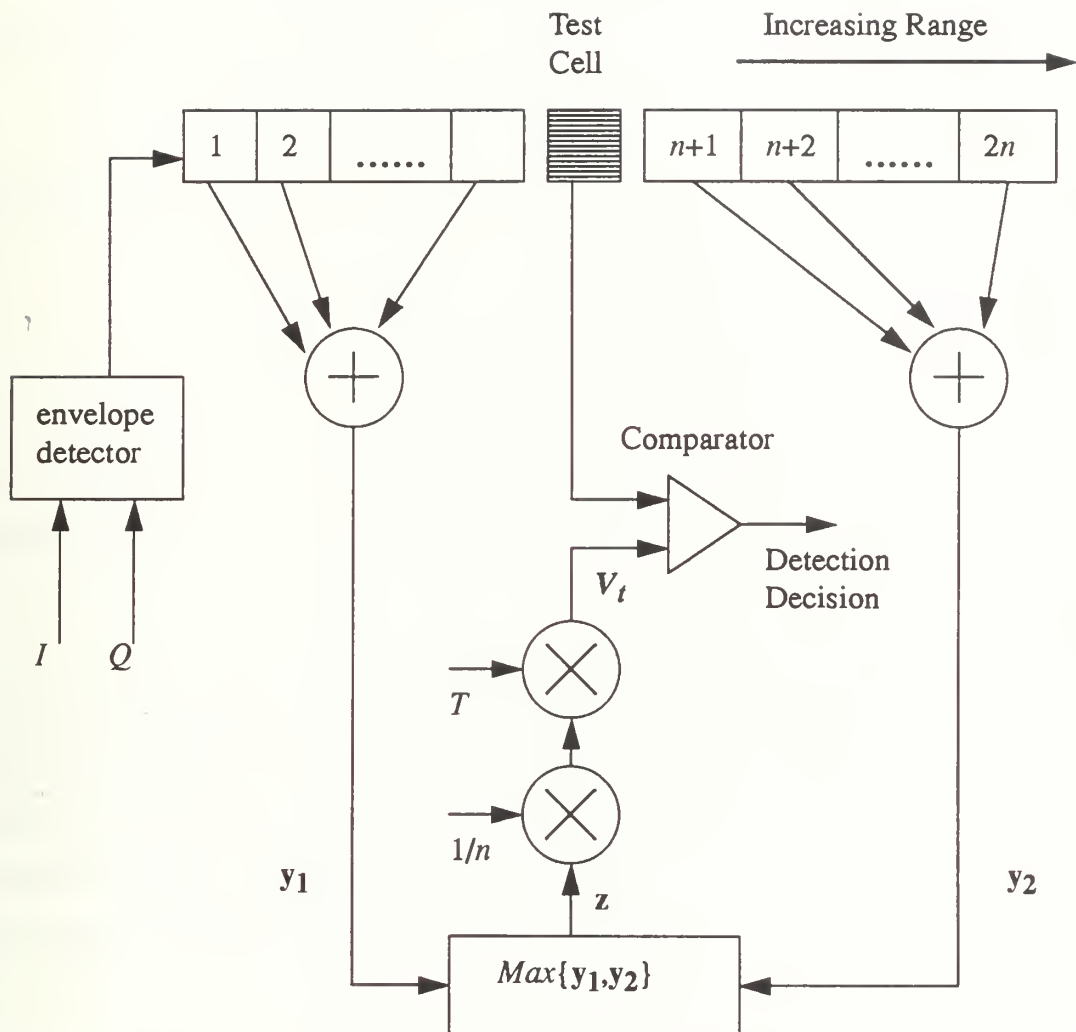 Test
Cell
Increasing Range
1 2 ......
n+1 n+2 ...... 2n
envelope
detector
I Q
Comparator
Detection
Decision
Vt
T
1/n
y1
z
y2
Max{y1,y2}